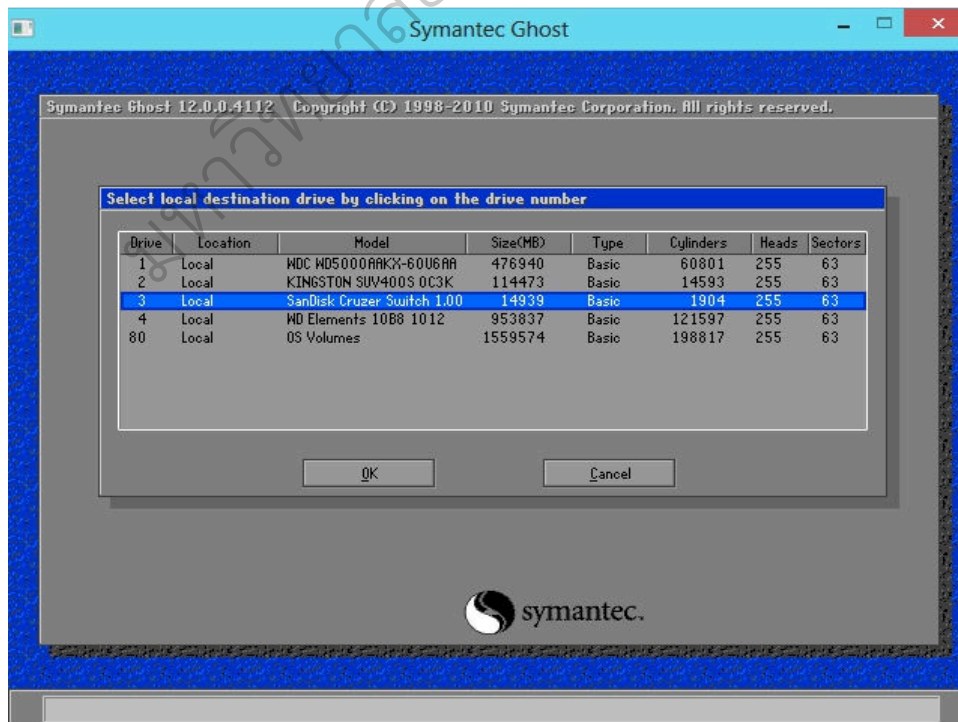 Symantec Ghost
Symantec Ghost 12.0.0.4112 Copyright (C) 1998-2010 Symantec Corporation. All rights reserved.
Select local destination drive by clicking on the drive number
Drive Location Model Size(MB) Type Cylinders Heads Sectors
1 Local WDC WD5000AAKX-60U6AA 476940 Basic 60801 255 63
2 Local KINGSTON SUV400S 0C3K 114473 Basic 14593 255 63
3 Local SanDisk Cruzer Switch 1.00 14939 Basic 1904 255 63
4 Local WD Elements 10B8 1012 953837 Basic 121597 255 63
80 Local OS Volumes 1559574 Basic 198817 255 63
OK Cancel
symantec.